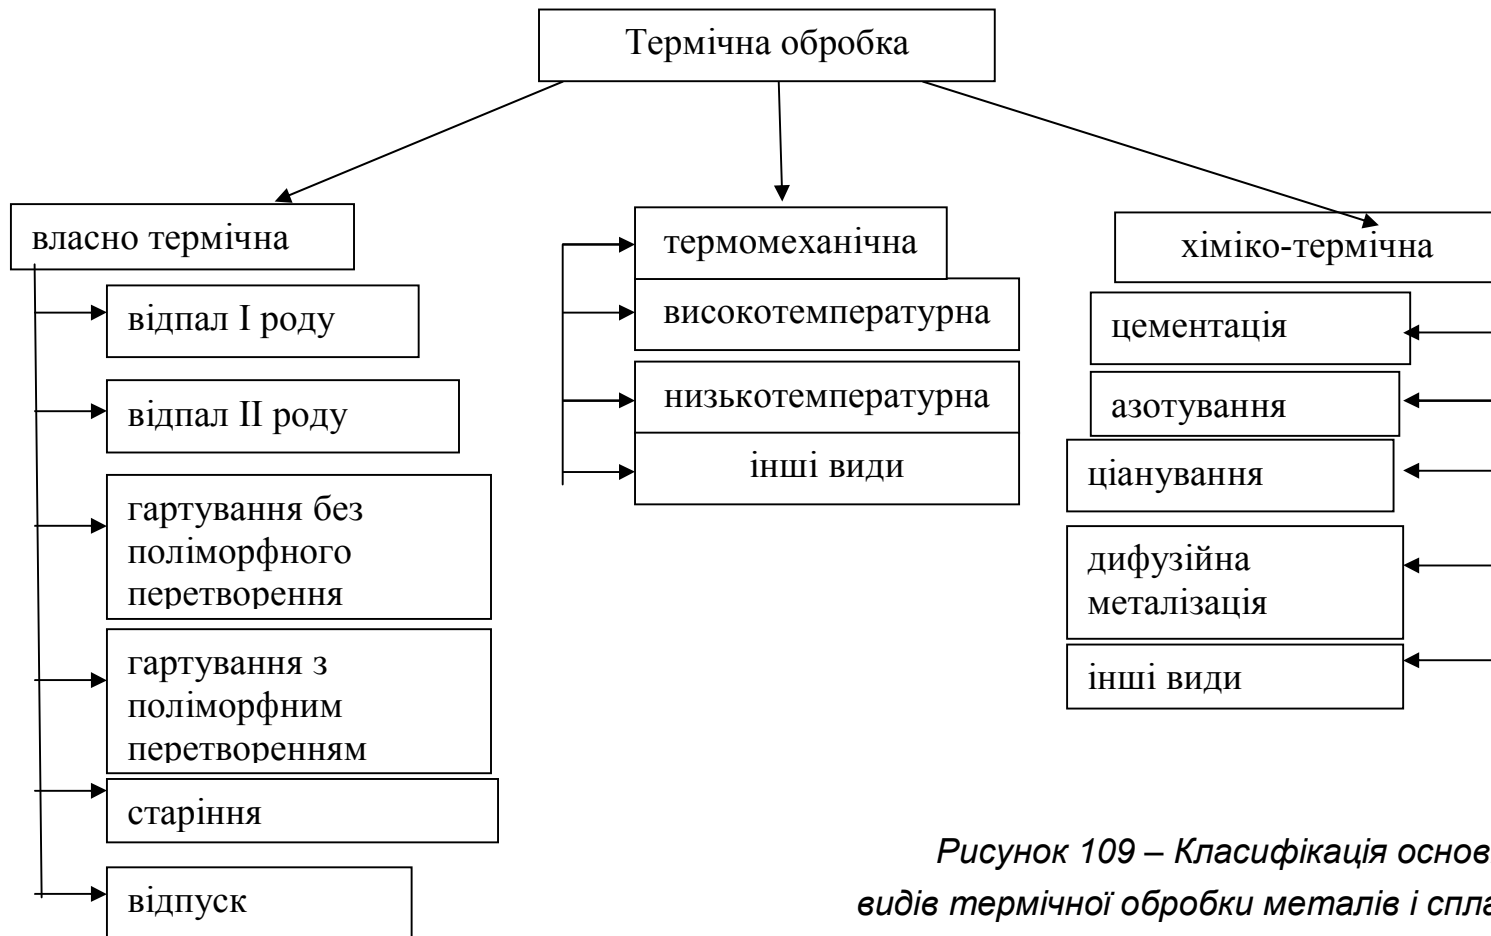 Термічна обробка
власно термічна
відпал І роду
відпал ІІ роду
гартування без
поліморфного
перетворення
гартування з
поліморфним
перетворенням
старіння
відпуск
термомеханічна
високотемпературна
низькотемпературна
інші види
хіміко-термічна
цементація
азотування
ціанування
дифузійна
металізація
інші види
Рисунок 109 – Класифікація основ
видів термічної обробки металів і спла